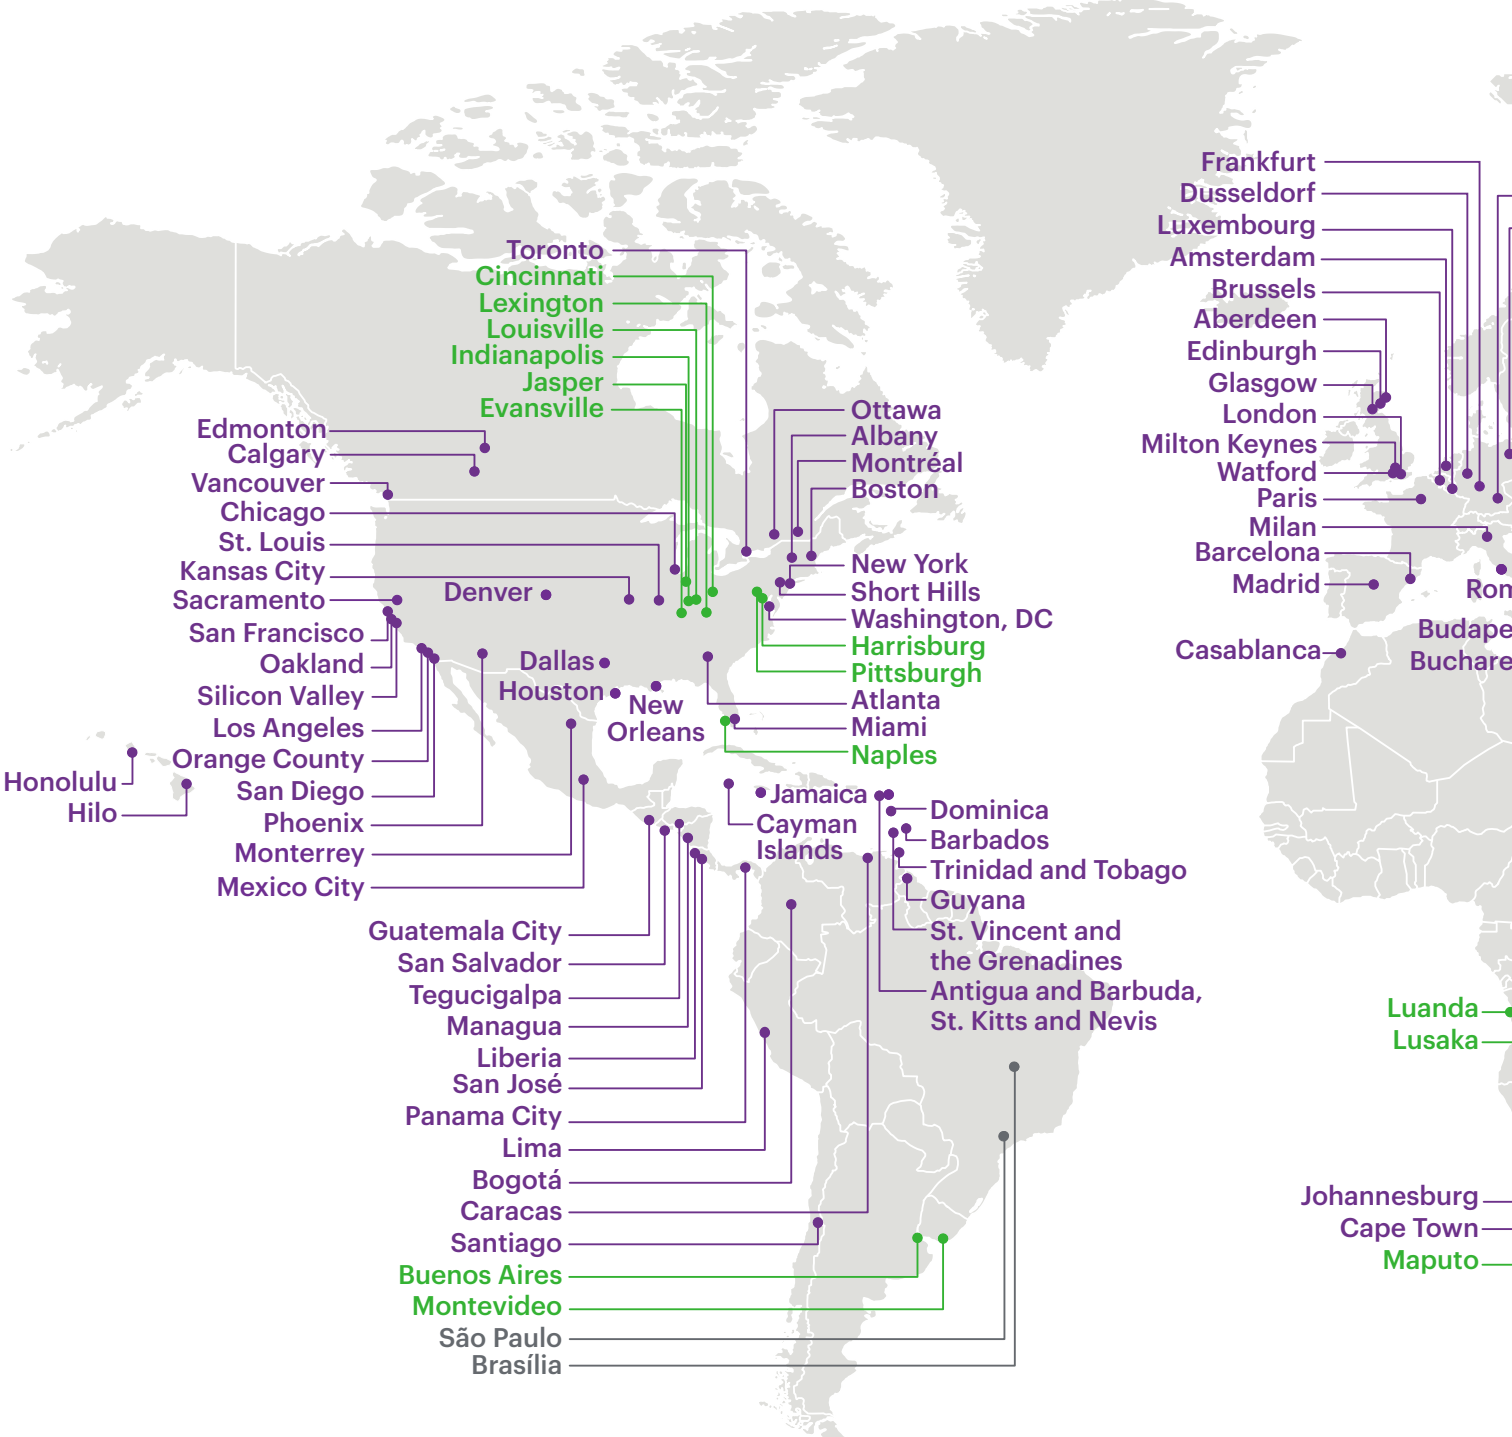 Frankfurt
Dusseldorf
Luxembourg
Amsterdam
Brussels
Aberdeen
Edinburgh
Glasgow
London
Milton Keynes
Watford
Paris
Milan
Barcelona
Madrid
Rom
Budape
Buchare
Casablanca
Toronto
Cincinnati
Lexington
Louisville
Indianapolis
Jasper
Evansville
Edmonton
Calgary
Vancouver
Chicago
St. Louis
Kansas City
Sacramento
Denver
San Francisco
Oakland
Silicon Valley
Los Angeles
Orange County
San Diego
Phoenix
Monterrey
Mexico City
Honolulu
Hilo
Dallas
Houston
New
Orleans
Ottawa
Albany
Montréal
Boston
New York
Short Hills
Washington, DC
Harrisburg
Pittsburgh
Atlanta
Miami
Naples
Jamaica
Cayman
Islands
Dominica
Barbados
Trinidad and Tobago
Guyana
St. Vincent and
the Grenadines
Antigua and Barbuda,
St. Kitts and Nevis
Guatemala City
San Salvador
Tegucigalpa
Managua
Liberia
San José
Panama City
Lima
Bogotá
Caracas
Santiago
Buenos Aires
Montevideo
São Paulo
Brasília
Luanda
Lusaka
Johannesburg
Cape Town
Maputo